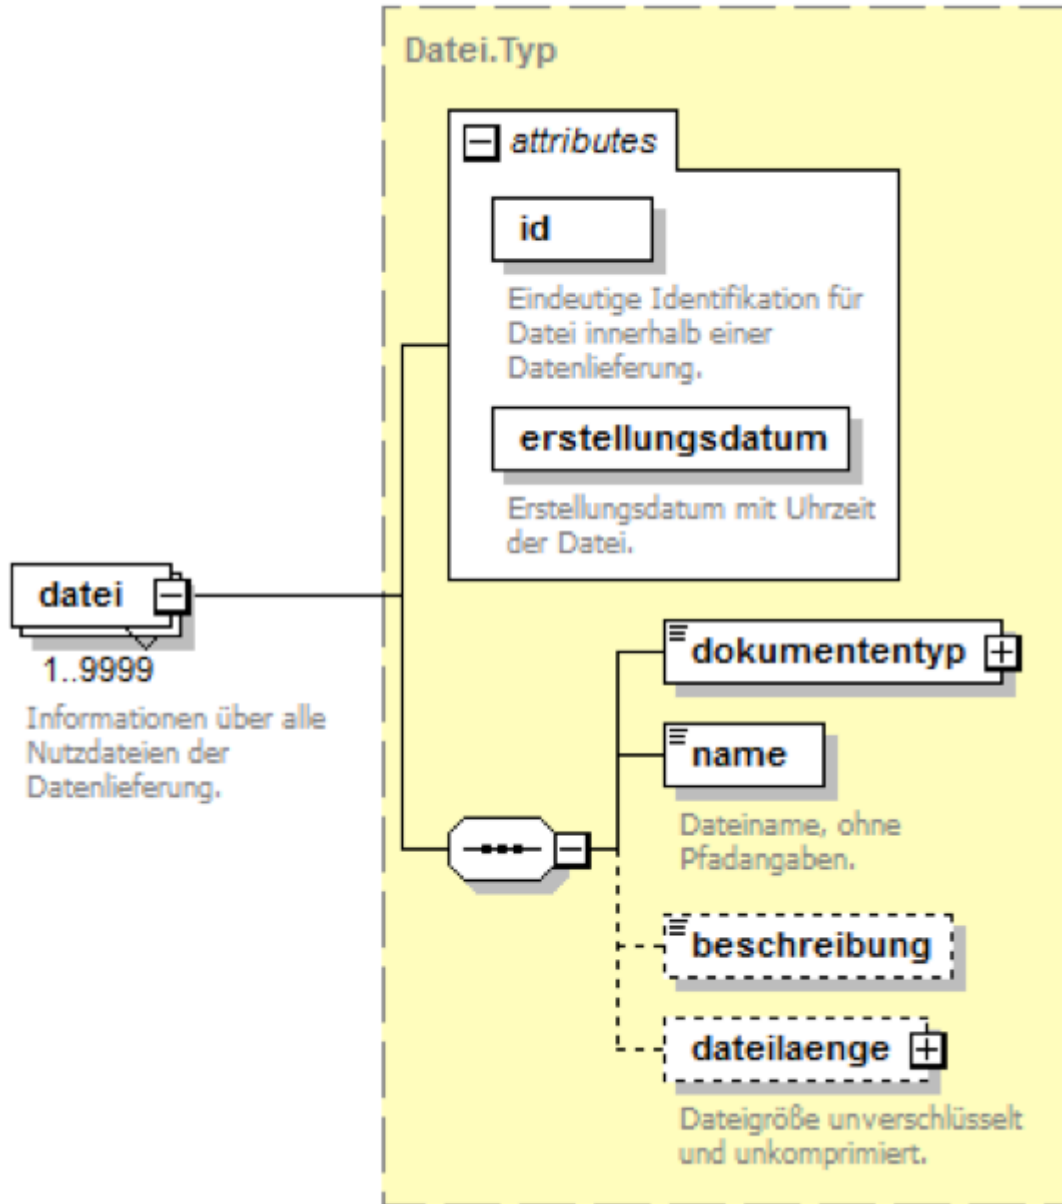 Datei.Typ
attributes
id
Eindeutige Identifikation für
Datei innerhalb einer
Datenlieferung.
erstellungsdatum
Erstellungsdatum mit Uhrzeit
der Datei.
datei
1..9999
Informationen über alle
Nutzdateien der
Datenlieferung.
dokumententyp
name
Dateiname, ohne
Pfadangaben.
beschreibung
dateilaenge
Dateigröße unverschlüsselt
und unkomprimiert.